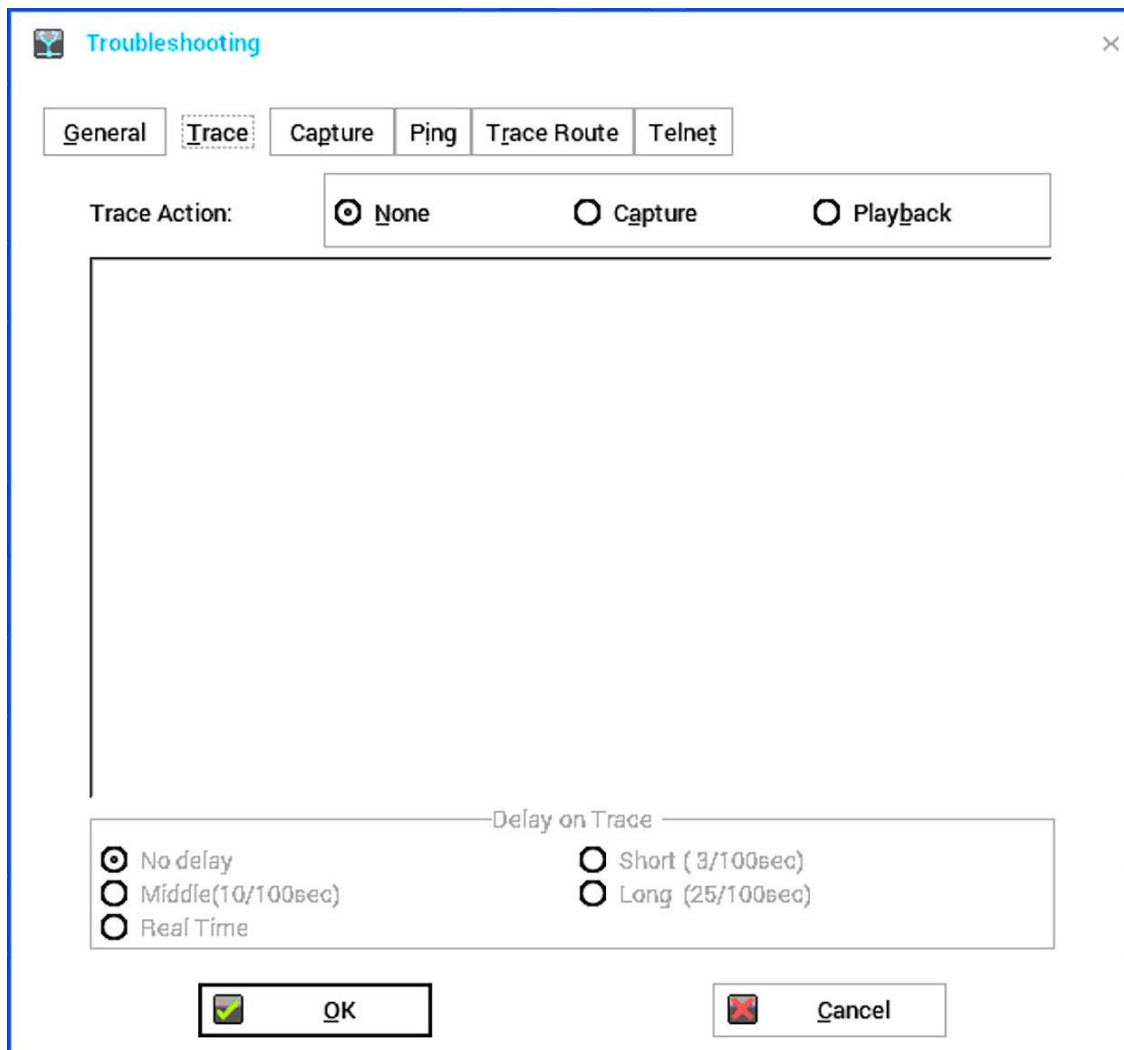 Troubleshooting
General Trace Capture Ping Trace Route Telnet
Trace Action: None Capture Playback
Delay on Trace
No delay Short ( 3/100sec)
Middle(10/100sec) Long (25/100sec)
Real Time
OK Cancel